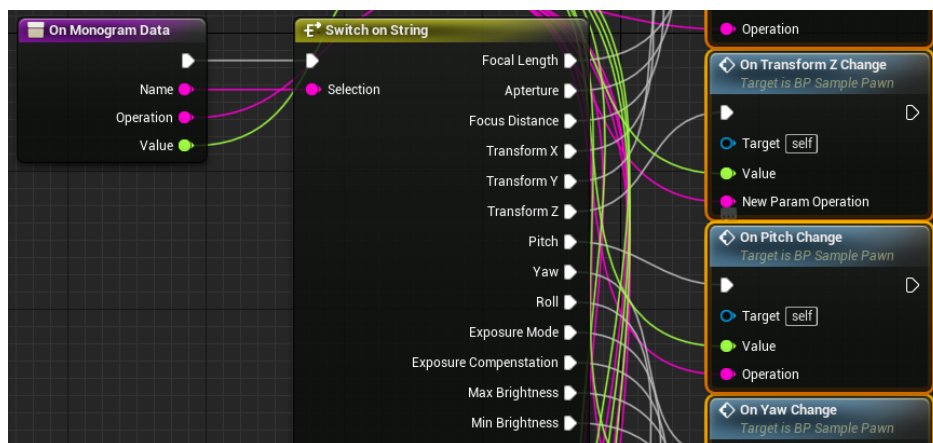 On Monogram Data
Name
Operation
Value
Switch on String
Selection
Focal Length
Apterture
Focus Distance
Transform X
Transform Y
Transform Z
Pitch
Yaw
Roll
Exposure Mode
Exposure Compenstation
Max Brightness
Min Brightness
Operation
On Transform Z Change
Target is BP Sample Pawn
Target self
Value
New Param Operation
On Pitch Change
Target is BP Sample Pawn
Target self
Value
Operation
On Yaw Change
Target is BP Sample Pawn